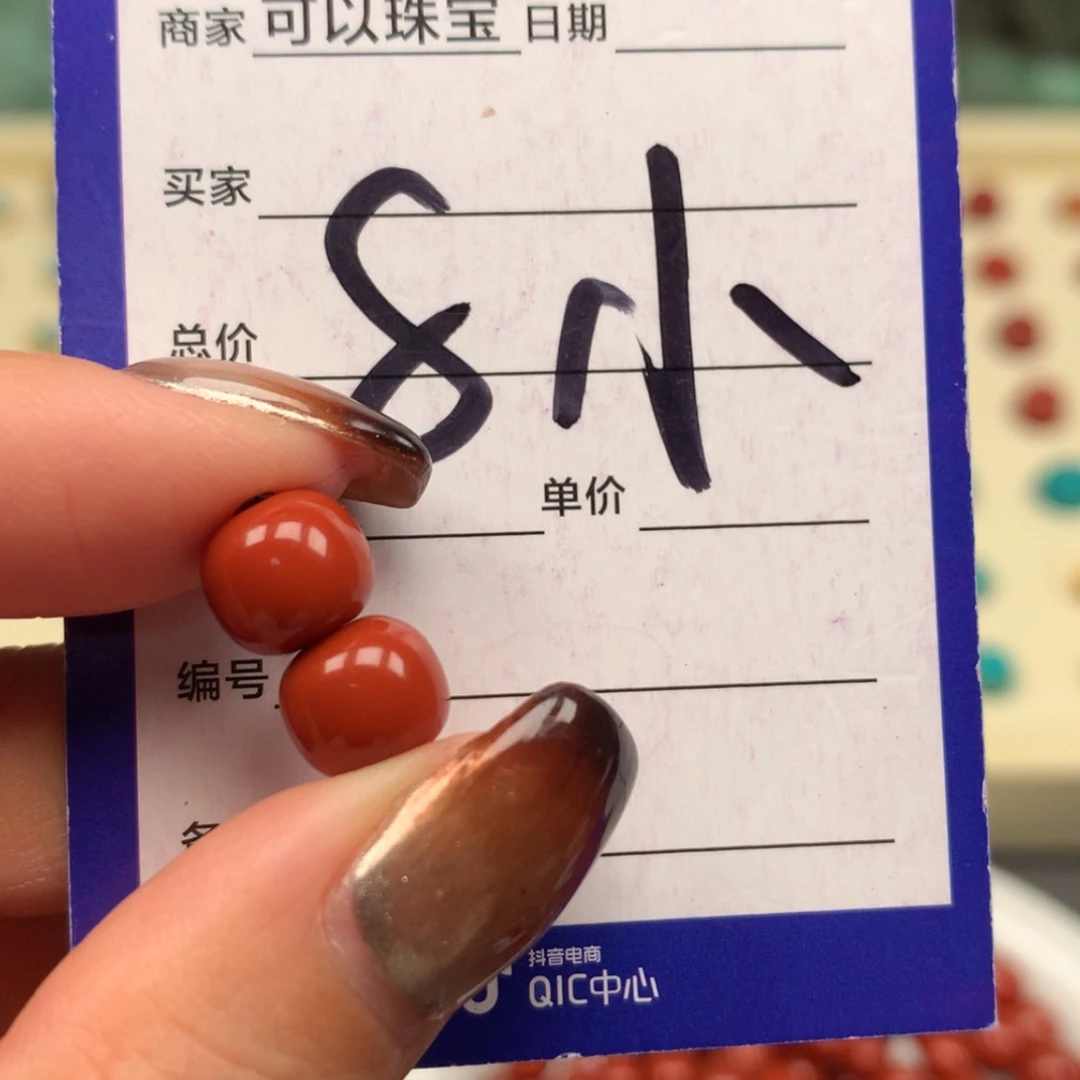 商家 可以珠宝 日期
买家
8小
总价
单价
编号
抖音电商
QIC中心